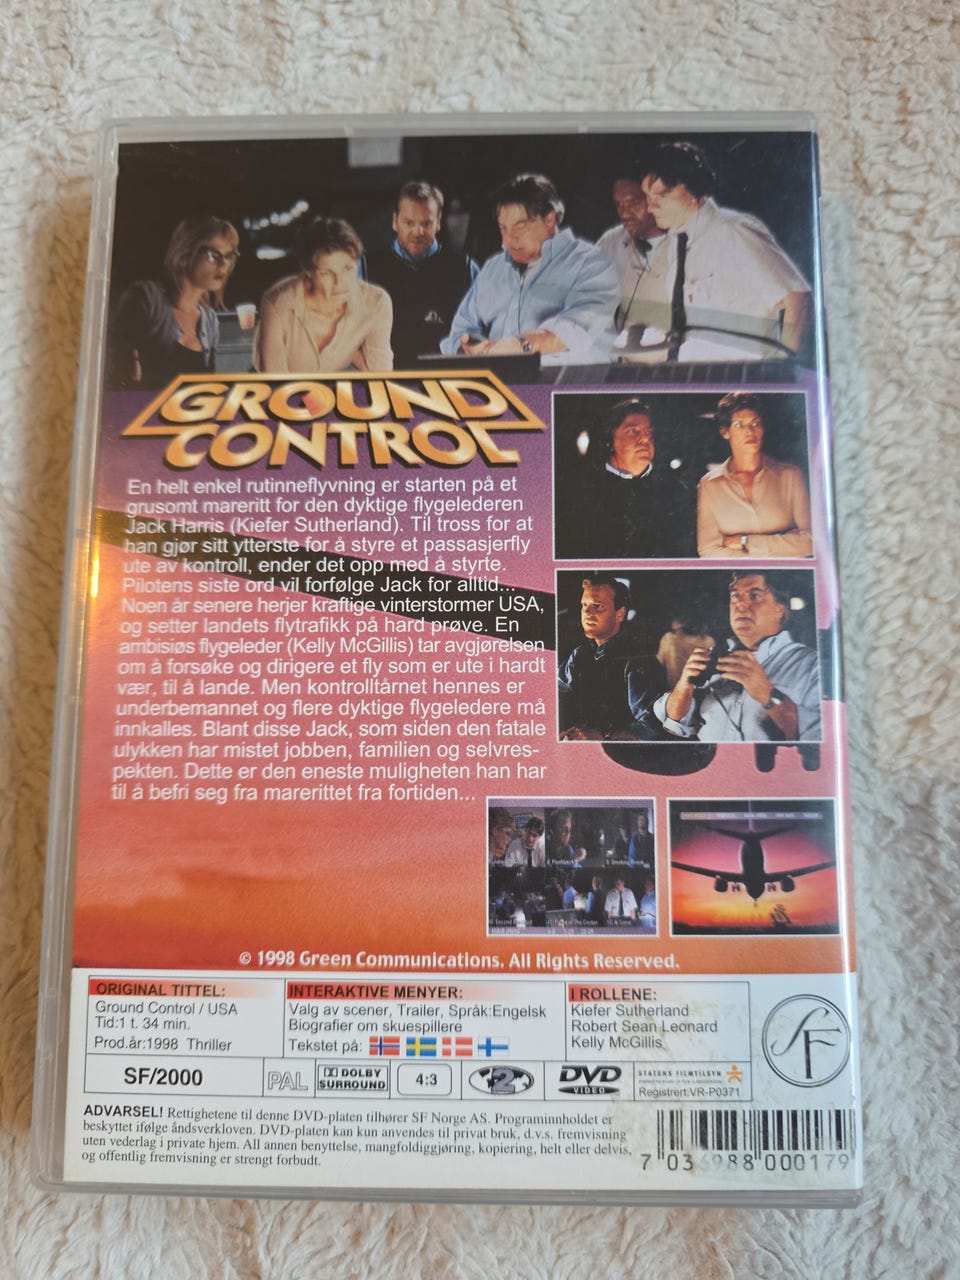 GROUND
CONTROL
En helt enkel rutinneflyvning er starten på et
grusomt mareritt for den dyktige flygelederen
Jack Harris (Kiefer Sutherland). Til tross for at
han gjør sitt ytterste for å styre et passasjerfly
ute av kontroll, ender det opp med å styrte.
Pilotens siste ord vil forfølge Jack for alltid...
Noen år senere herjer kraftige vinterstormer USA,
og setter landets flytrafikk på hard prøve. En
ambisiøs flygeleder (Kelly McGillis) tar avgjørelsen
om å forsøke og dirigere et fly som er ute i hardt
vær, til å lande. Men kontrolltårnet hennes er
underbemannet og flere dyktige flygeledere må
innkalles. Blant disse Jack, som siden den fatale
ulykken har mistet jobben, familien og selvres-
pekten. Dette er den eneste muligheten han har
til å befri seg fra marerittet fra fortiden...
© 1998 Green Communications. All Rights Reserved.
ORIGINAL TITTEL:
Ground Control / USA
Tid:1 t. 34 min.
Prod.år:1998 Thriller
INTERAKTIVE MENYER:
Valg av scener, Trailer, Språk:Engelsk
Biografier om skuespillere
Tekstet på:
I ROLLENE:
Kiefer Sutherland
Robert Sean Leonard
Kelly McGillis
SF
SF/2000
PAL
DOLBY
SURROUND
4:3
2
DVD
VIDEO
STATENS FILMTILSYN
Registrert:VR-P0371
ADVARSEL! Rettighetene til denne DVD-platen tilhører SF Norge AS. Programinnholdet er
beskyttet ifølge åndsverkloven. DVD-platen kan kun anvendes til privat bruk, d.v.s. fremvisning
uten vederlag i private hjem. All annen benyttelse, mangfoldiggjøring, kopiering, helt eller delvis,
og offentlig fremvisning er strengt forbudt.
7 036988 000179